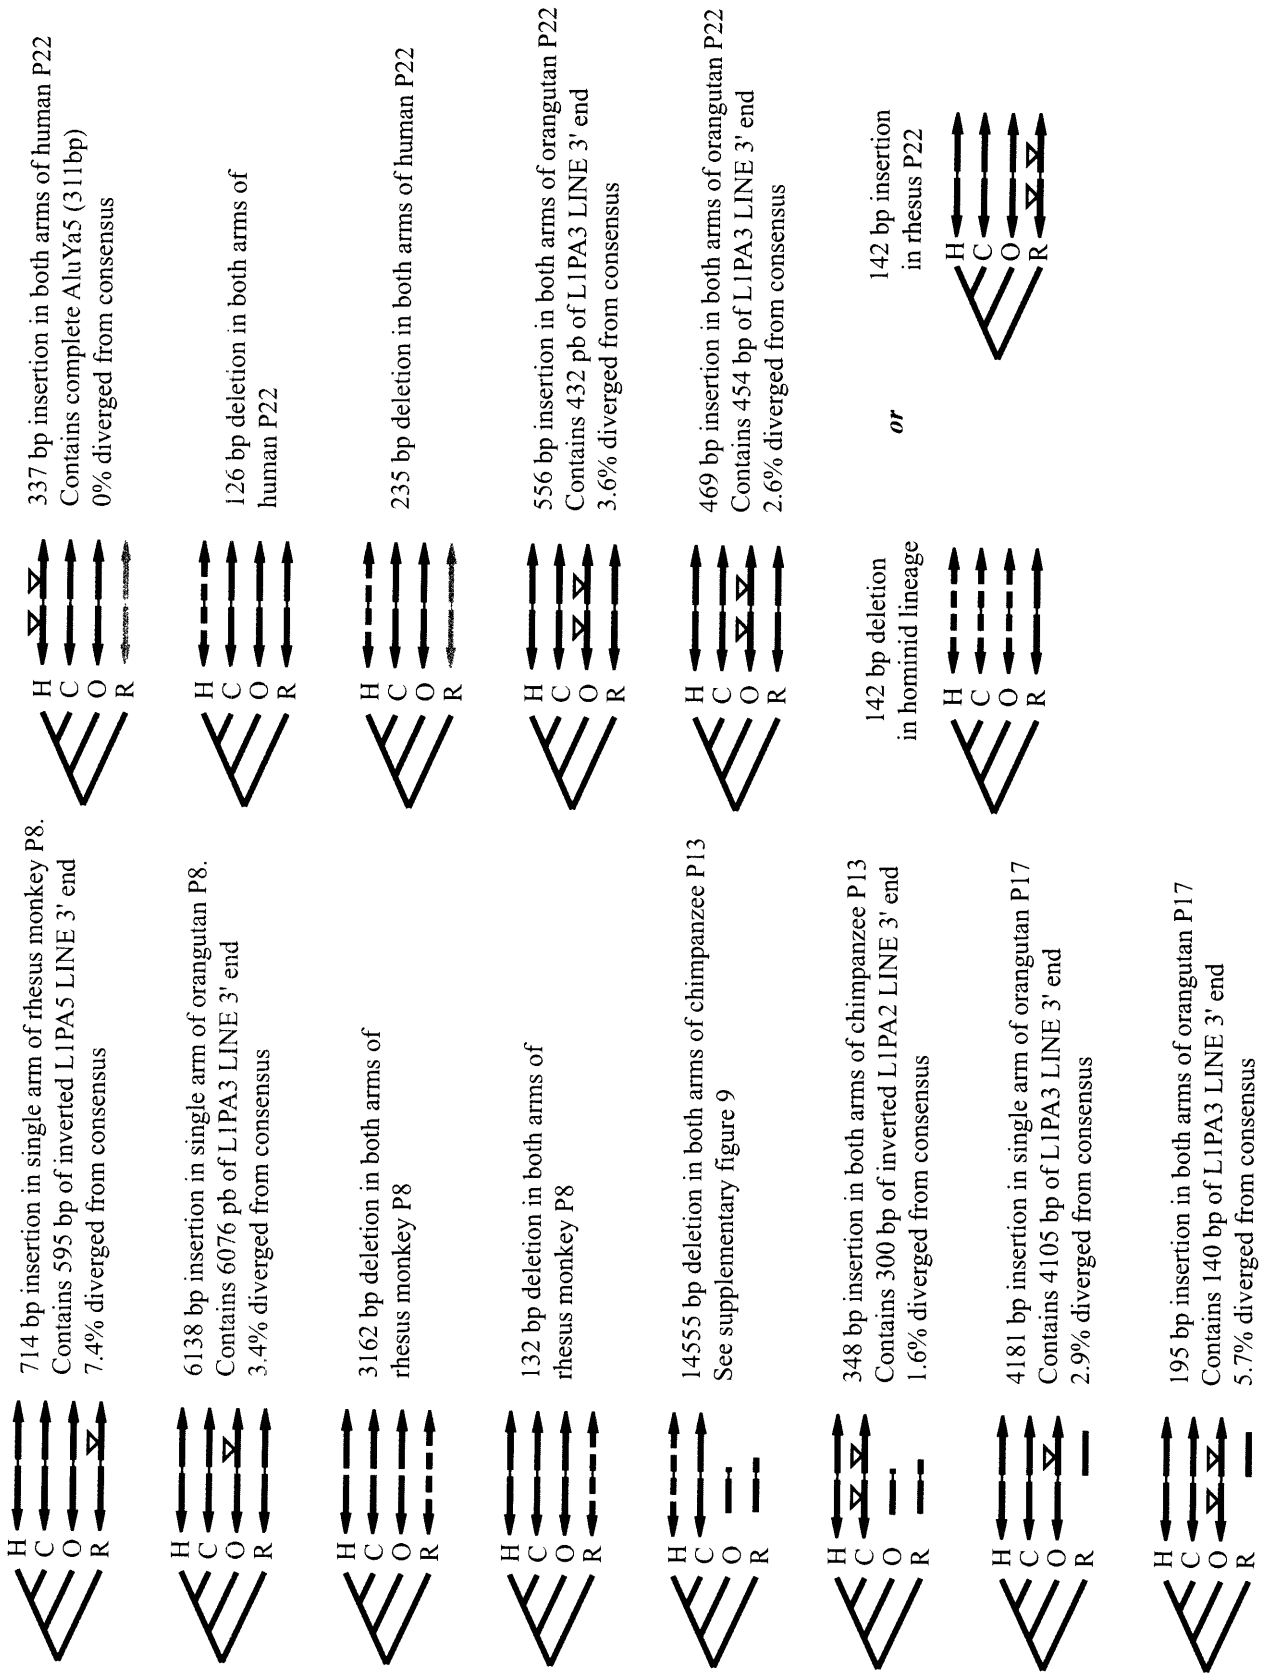 H
C
O
R
714 bp insertion in single arm of rhesus monkey P8.
Contains 595 bp of inverted L1PA5 LINE 3' end
7.4% diverged from consensus
H
C
O
R
6138 bp insertion in single arm of orangutan P8.
Contains 6076 pb of L1PA3 LINE 3' end
3.4% diverged from consensus
H
C
O
R
3162 bp deletion in both arms of
rhesus monkey P8
H
C
O
R
132 bp deletion in both arms of
rhesus monkey P8
H
C
O
R
14555 bp deletion in both arms of chimpanzee P13
See supplementary figure 9
H
C
O
R
348 bp insertion in both arms of chimpanzee P13
Contains 300 bp of inverted L1PA2 LINE 3' end
1.6% diverged from consensus
H
C
O
R
4181 bp insertion in single arm of orangutan P17
Contains 4105 bp of L1PA3 LINE 3' end
2.9% diverged from consensus
H
C
O
R
195 bp insertion in both arms of orangutan P17
Contains 140 bp of L1PA3 LINE 3' end
5.7% diverged from consensus
H
C
O
R
337 bp insertion in both arms of human P22
Contains complete AluYa5 (311bp)
0% diverged from consensus
H
C
O
R
126 bp deletion in both arms of
human P22
H
C
O
R
235 bp deletion in both arms of human P22
H
C
O
R
556 bp insertion in both arms of orangutan P22
Contains 432 pb of L1PA3 LINE 3' end
3.6% diverged from consensus
H
C
O
R
469 bp insertion in both arms of orangutan P22
Contains 454 bp of L1PA3 LINE 3' end
2.6% diverged from consensus
142 bp deletion
in hominid lineage
H
C
O
R
or
142 bp insertion
in rhesus P22
H
C
O
R